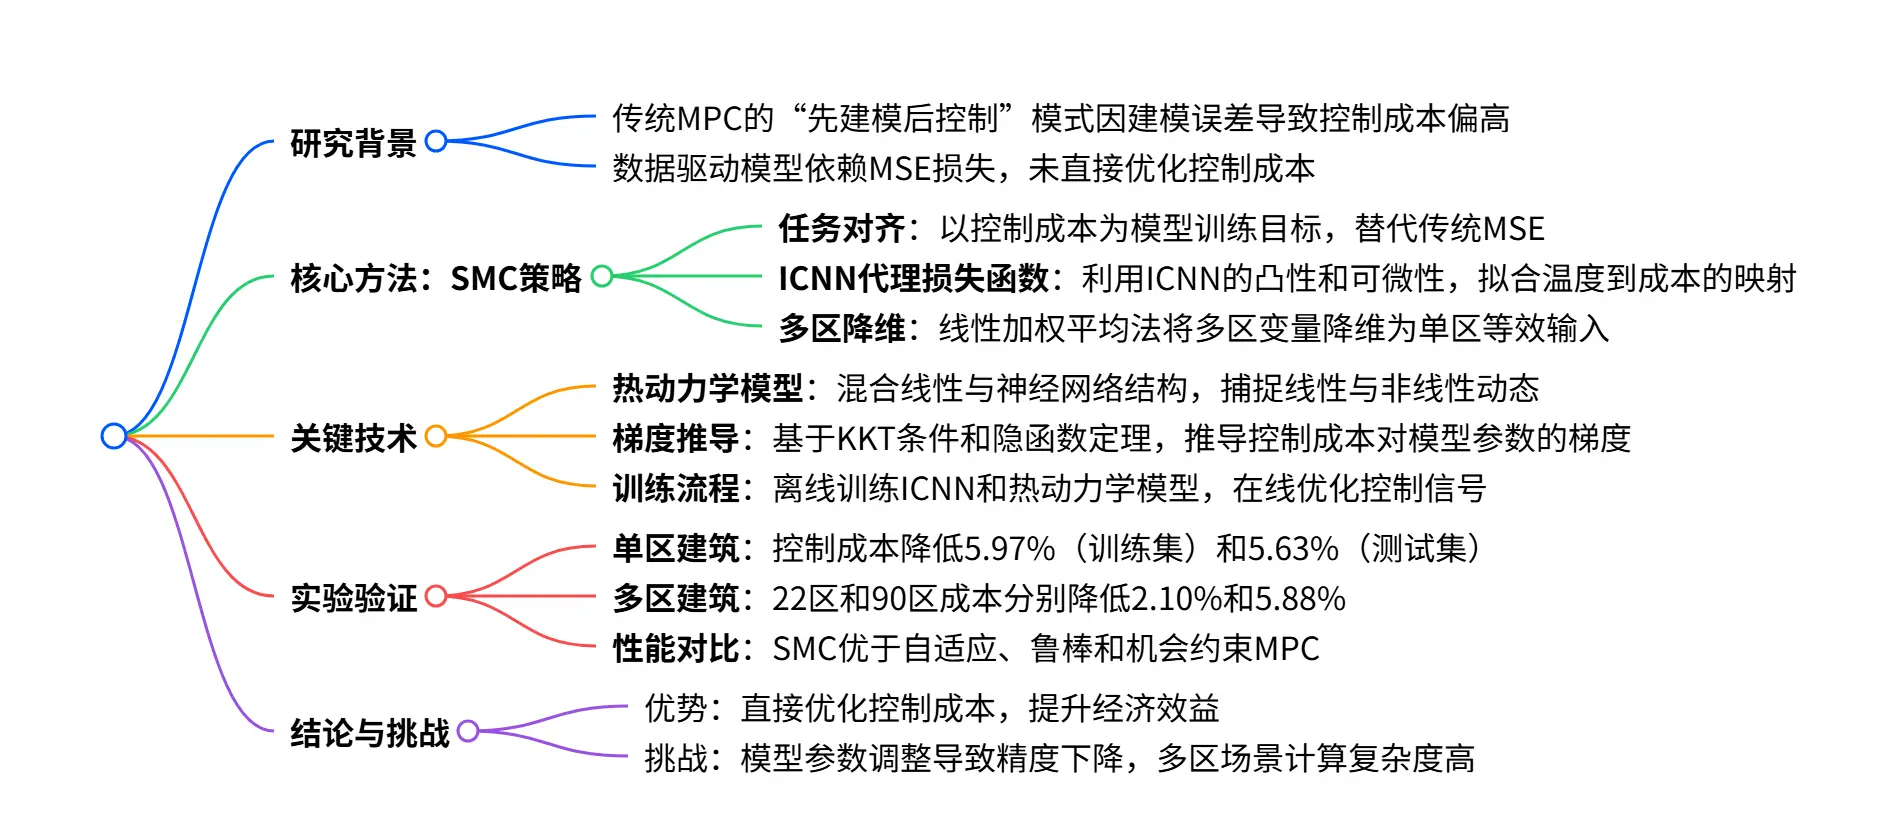 研究背景
传统MPC的“先建模后控制”模式因建模误差导致控制成本偏高
数据驱动模型依赖MSE损失，未直接优化控制成本
核心方法：SMC策略
任务对齐：以控制成本为模型训练目标，替代传统MSE
ICNN代理损失函数：利用ICNN的凸性和可微性，拟合温度到成本的映射
多区降维：线性加权平均法将多区变量降维为单区等效输入
关键技术
热动力学模型：混合线性与神经网络结构，捕捉线性与非线性动态
梯度推导：基于KKT条件和隐函数定理，推导控制成本对模型参数的梯度
训练流程：离线训练ICNN和热动力学模型，在线优化控制信号
实验验证
单区建筑：控制成本降低5.97%（训练集）和5.63%（测试集）
多区建筑：22区和90区成本分别降低2.10%和5.88%
性能对比：SMC优于自适应、鲁棒和机会约束MPC
结论与挑战
优势：直接优化控制成本，提升经济效益
挑战：模型参数调整导致精度下降，多区场景计算复杂度高